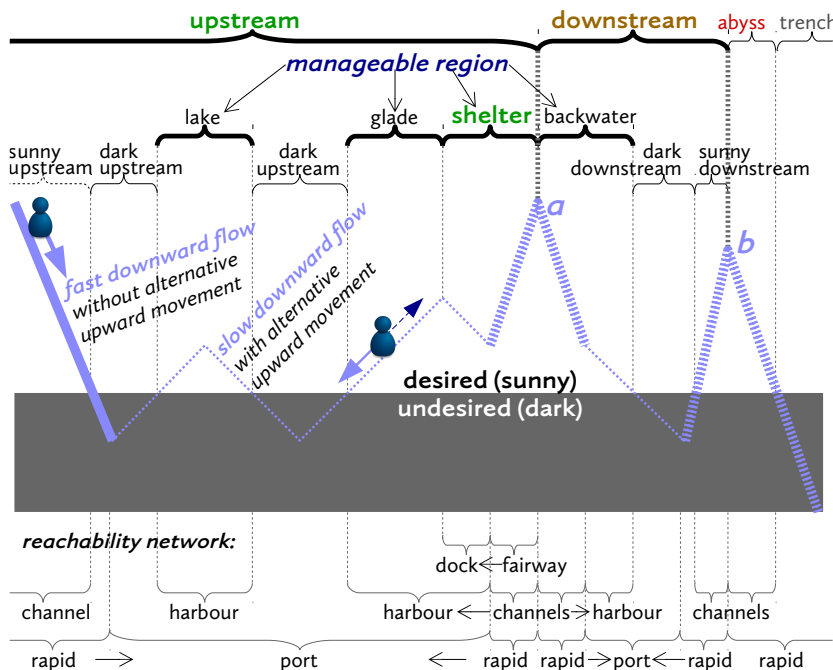 upstream downstream abyss trench
manageable region
lake glade shelter backwater
sunny upstream
dark upstream
dark upstream
dark downstream
sunny downstream
a
b
fast downward flow
without alternative
upward movement
slow downward flow
with alternative
upward movement
desired (sunny)
undesired (dark)
reachability network:
dock fairway
channel harbour harbour channels harbour channels
rapid port rapid rapid port rapid rapid